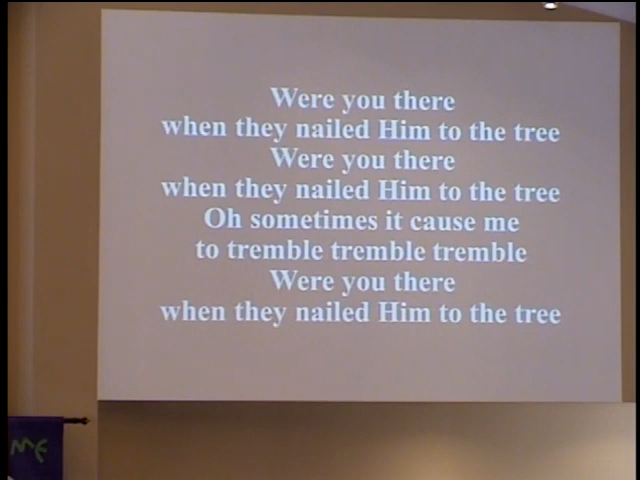 Were you there
when they nailed Him to the tree
Were you there
when they nailed Him to the tree
Oh sometimes it cause me
to tremble tremble tremble
Were you there
when they nailed Him to the tree
ME